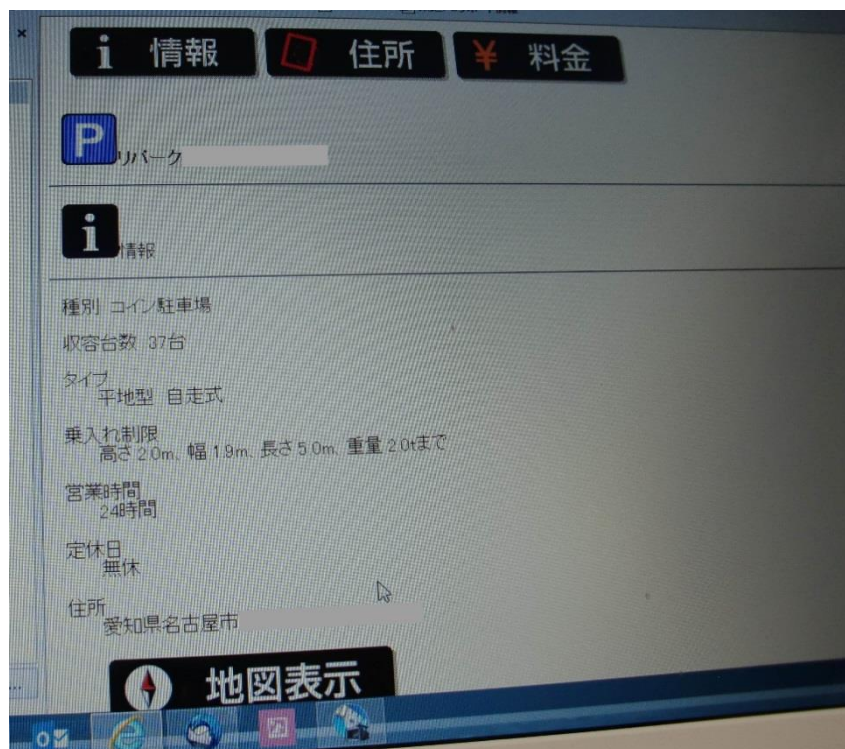 i 情報 住所 ¥ 料金
P リパーク
i 情報
種別 コイン駐車場
収容台数 37台
タイプ
平地型 自走式
乗入れ制限
高さ2.0m、幅1.9m、長さ5.0m、重量2.0tまで
営業時間
24時間
定休日
無休
住所
愛知県名古屋市
地図表示